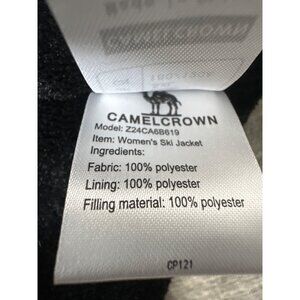 CAMELCROWN
CAMELCROWN
Model: Z24CA6B619
Item: Women's Ski Jacket
Ingredients:
Fabric: 100% polyester
Lining: 100% polyester
Filling material: 100% polyester
CP121